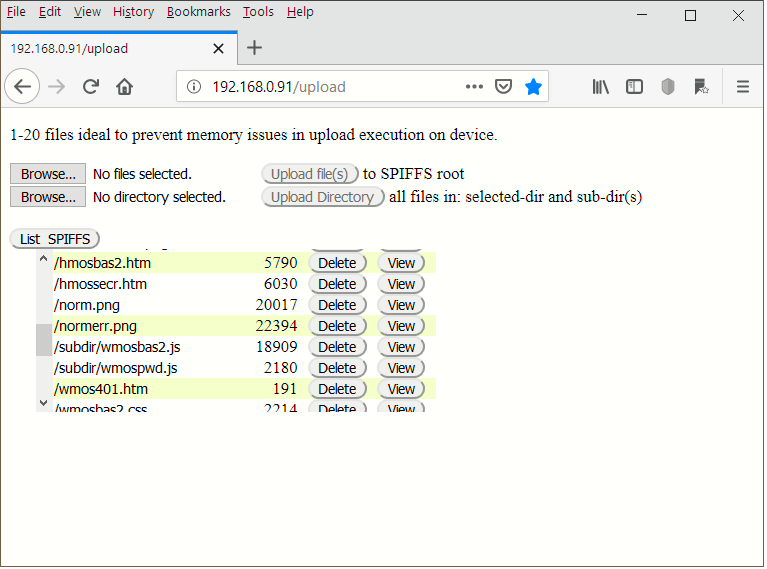 File Edit View History Bookmarks Tools Help
192.168.0.91/upload
192.168.0.91/upload
1-20 files ideal to prevent memory issues in upload execution on device.
Browse... No files selected. Upload file(s) to SPIFFS root
Browse... No directory selected. Upload Directory all files in: selected-dir and sub-dir(s)
List SPIFFS
/hmosbas2.htm 5790 Delete View
/hmossecr.htm 6030 Delete View
/norm.png 20017 Delete View
/normerr.png 22394 Delete View
/subdir/wmosbas2.js 18909 Delete View
/subdir/wmospwd.js 2180 Delete View
/wmos401.htm 191 Delete View
/wmosbas2.css 2214 Delete View